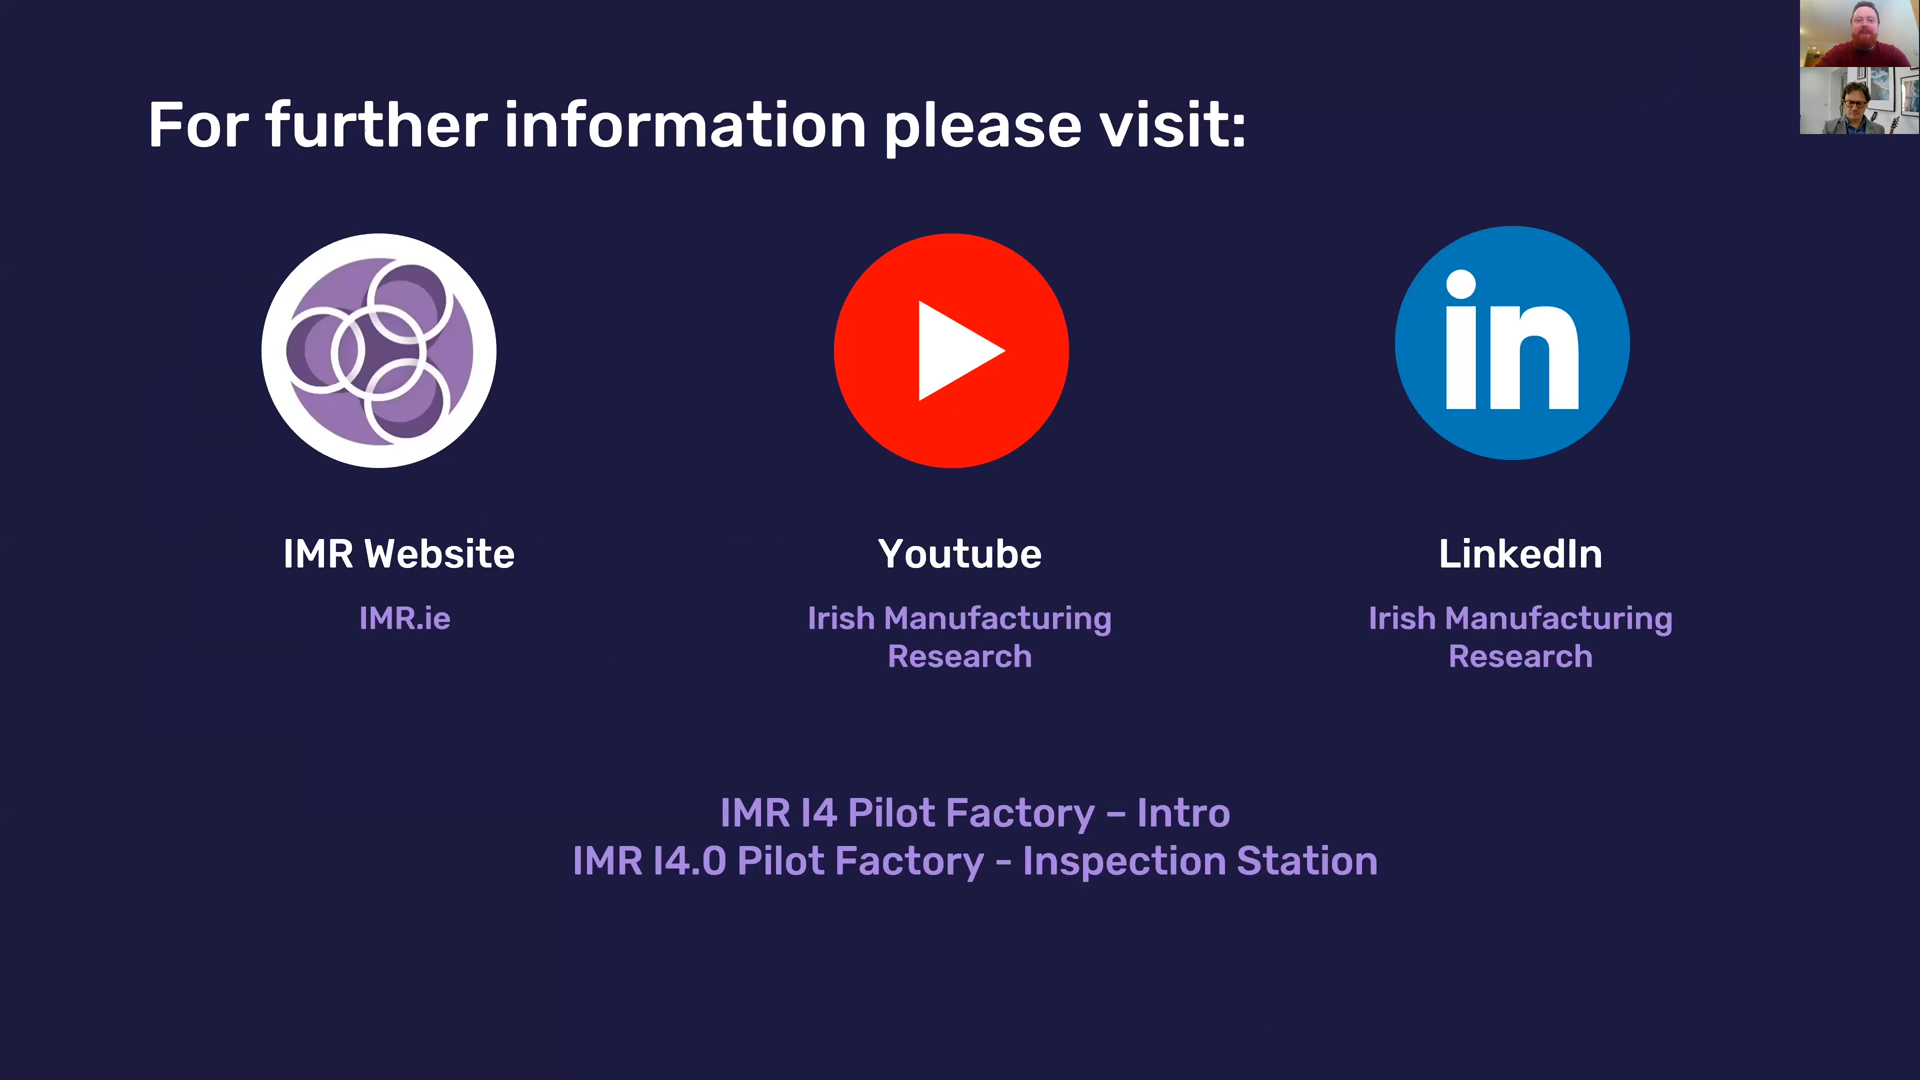 For further information please visit:
in
IMR Website
Youtube
LinkedIn
IMR.ie
Irish Manufacturing
Research
Irish Manufacturing
Research
IMR I4 Pilot Factory – Intro
IMR I4.0 Pilot Factory - Inspection Station